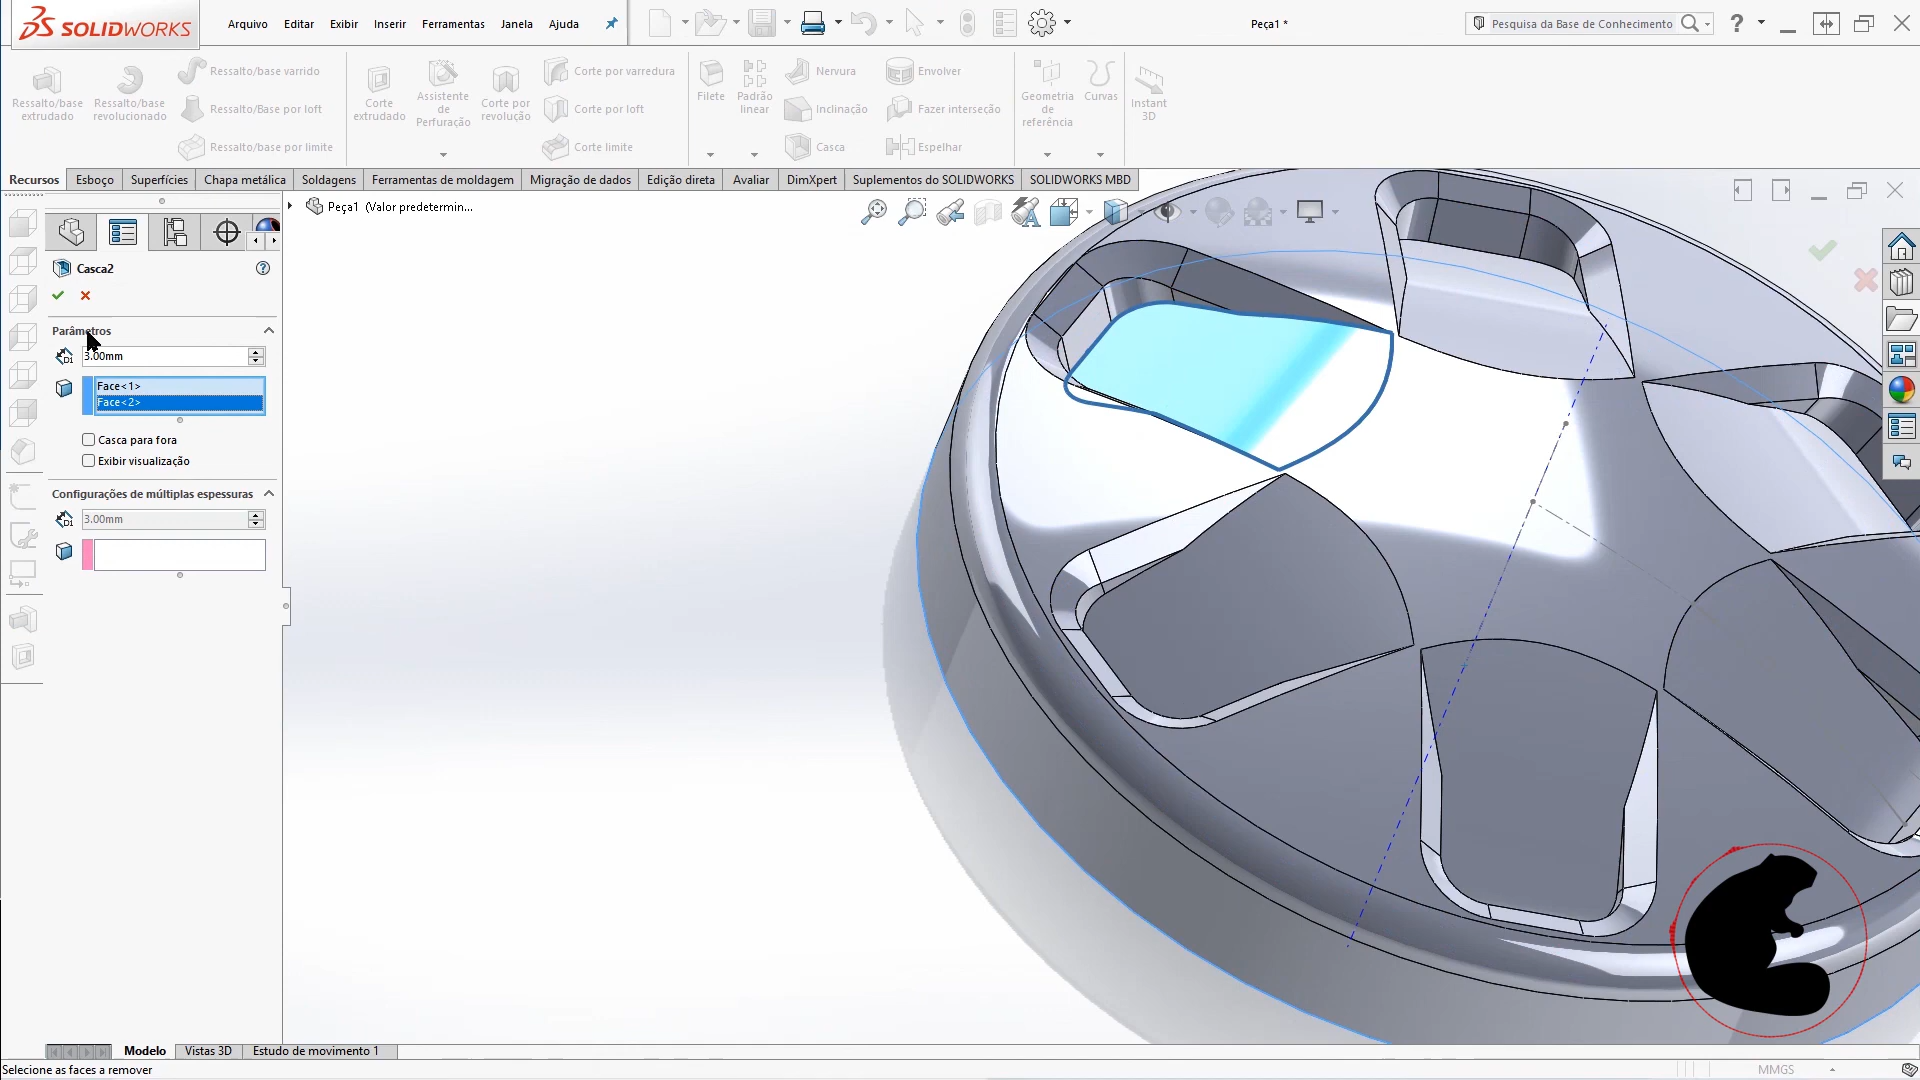 SOLIDWORKS
Arquivo Editar Exibir Inserir Ferramentas Janela Ajuda
Peça1 *
Pesquisa da Base de Conhecimento
?
Ressalto/base extrudado
Ressalto/base revolucionado
Ressalto/base varrido
Ressalto/Base por loft
Ressalto/base por limite
Corte extrudado
Assistente de Perfuração
Corte por revolução
Corte por varredura
Corte por loft
Corte limite
Filete
Padrão linear
Nervura
Inclinação
Casca
Envolver
Fazer interseção
Espelhar
Geometria de referência
Curvas
Instant 3D
Recursos Esboço Superfícies Chapa metálica Soldagens Ferramentas de moldagem Migração de dados Edição direta Avaliar DimXpert Suplementos do SOLIDWORKS SOLIDWORKS MBD
Peça1 (Valor predetermin...
Casca2
?
Parâmetros
3.00mm
Face<1>
Face<2>
Casca para fora
Exibir visualização
Configurações de múltiplas espessuras
3.00mm
Modelo Vistas 3D Estudo de movimento 1
Selecione as faces a remover
MMGS